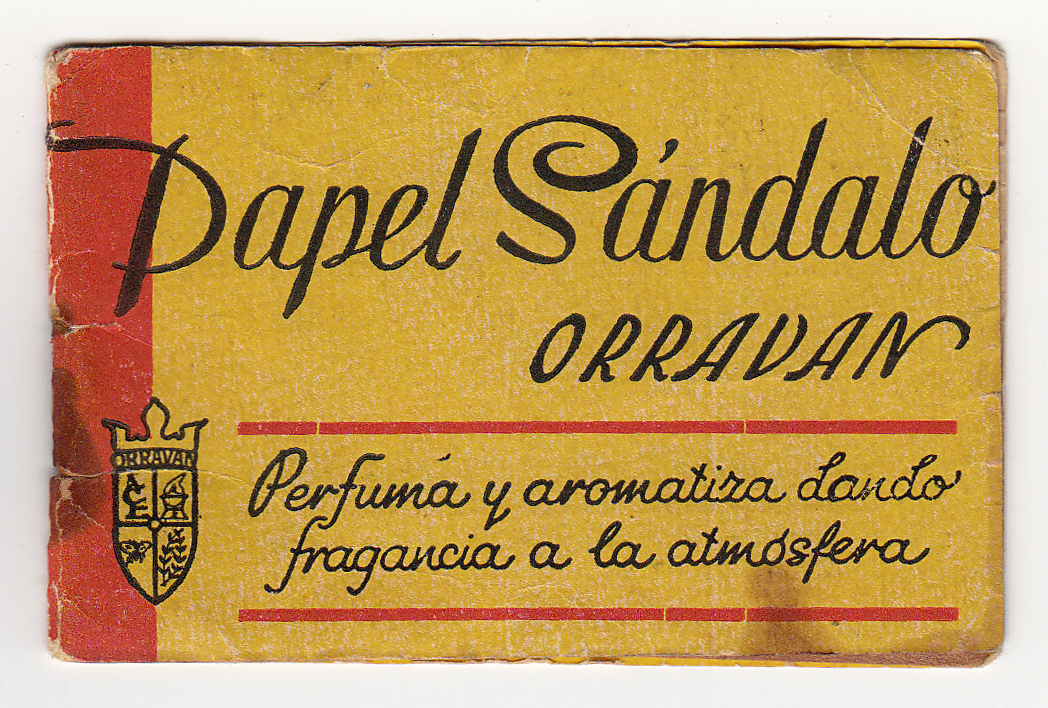 Papel Sándalo
ORRAVAN
ORRAVAN
A
C
E
Perfuma y aromatiza dando
fragancia a la atmósfera